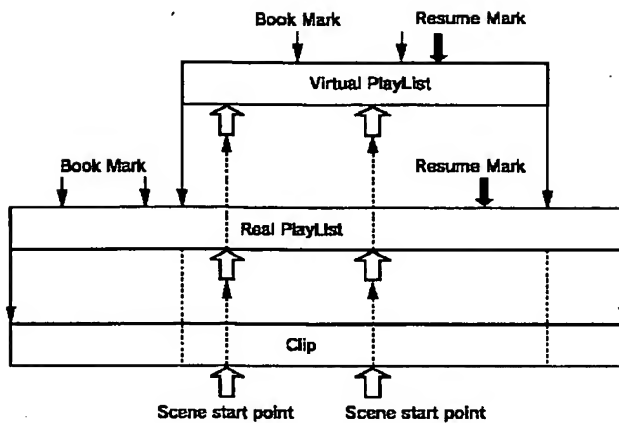 Book Mark
Resume Mark
Virtual PlayList
Book Mark
Resume Mark
Real PlayList
Clip
Scene start point
Scene start point